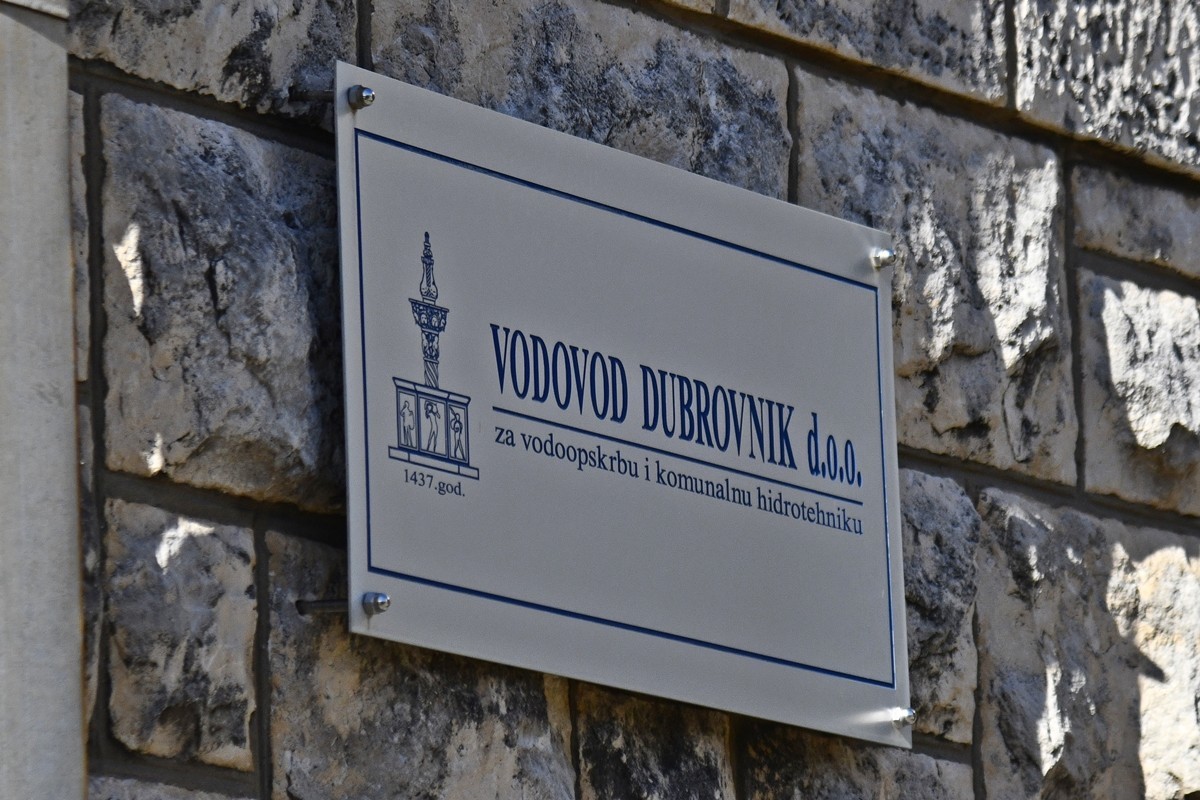 VODOVOD DUBROVNIK d.o.o.
za vodoopskrbu i komunalnu hidrotehniku
1437.god.